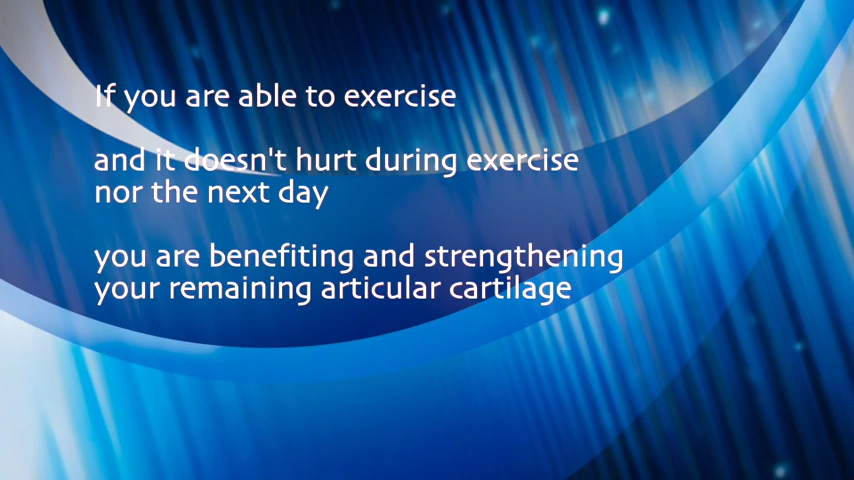 If you are able to exercise
and it doesn't hurt during exercise
nor the next day
you are benefiting and strengthening
your remaining articular cartilage